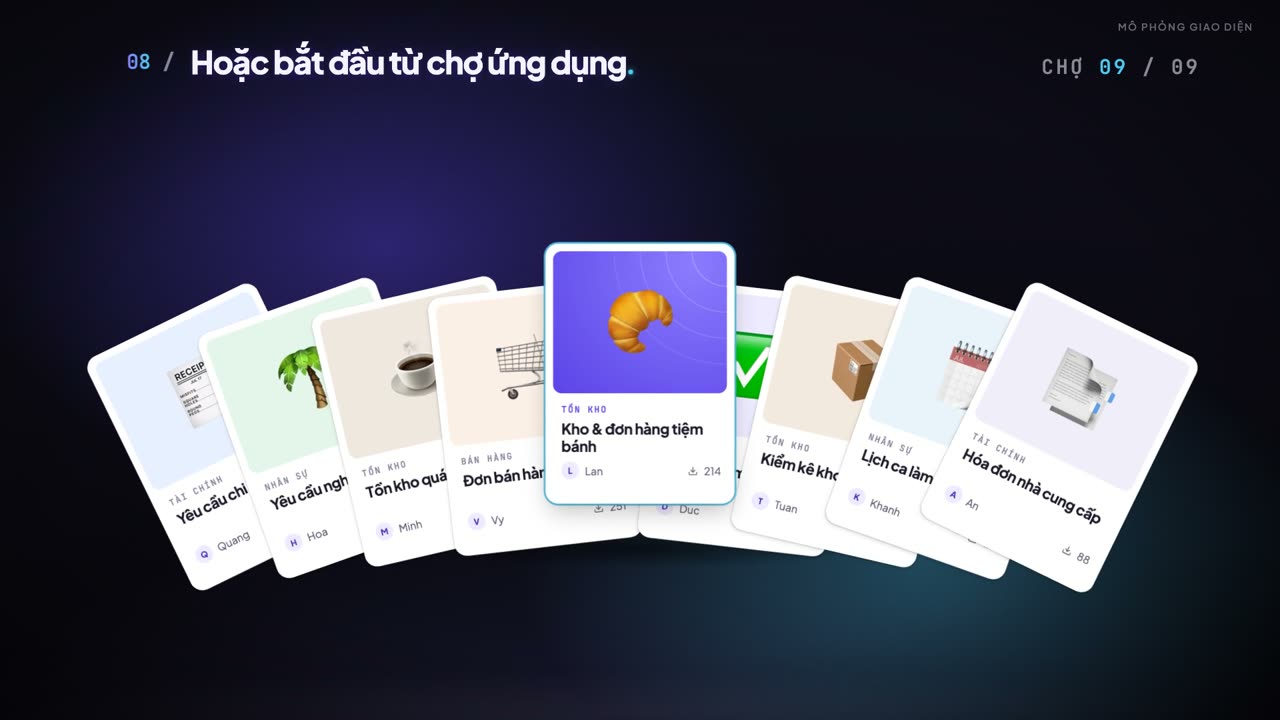 MÔ PHỎNG GIAO DIỆN
08 / Hoặc bắt đầu từ chợ ứng dụng.
CHỢ 09 / 09
RECEIPT
TÀI CHÍNH
Yêu cầu chi
Q Quang
NHÂN SỰ
Yêu cầu ngh
H Hoa
TỒN KHO
Tồn kho quá
M Minh
BÁN HÀNG
Đơn bán hàn
V Vy
251
TỒN KHO
Kho & đơn hàng tiệm
bánh
L Lan
214
D Duc
TỒN KHO
Kiểm kê kho
T Tuan
NHÂN SỰ
Lịch ca làm
K Khanh
TÀI CHÍNH
Hóa đơn nhà cung cấp
A An
88